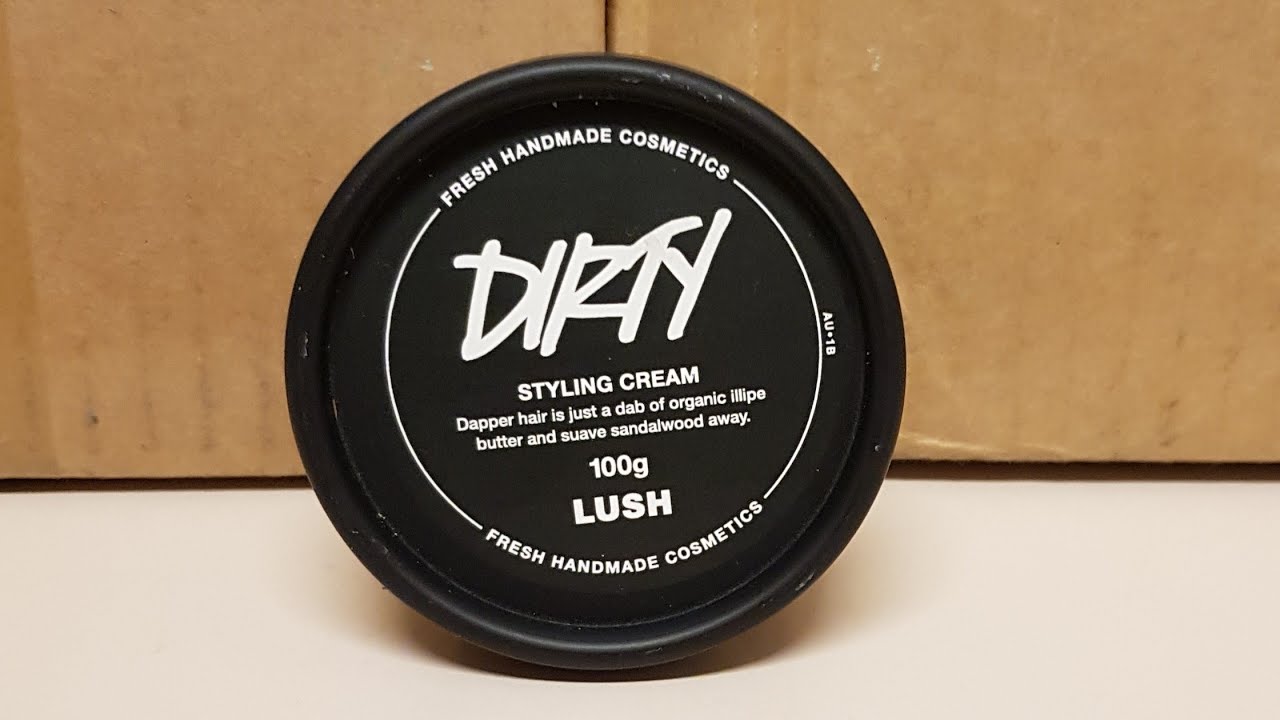 FRESH HANDMADE COSMETICS
DIRTY
STYLING CREAM
Dapper hair is just a dab of organic illipe
butter and suave sandalwood away.
100g
LUSH
FRESH HANDMADE COSMETICS
AU•1B